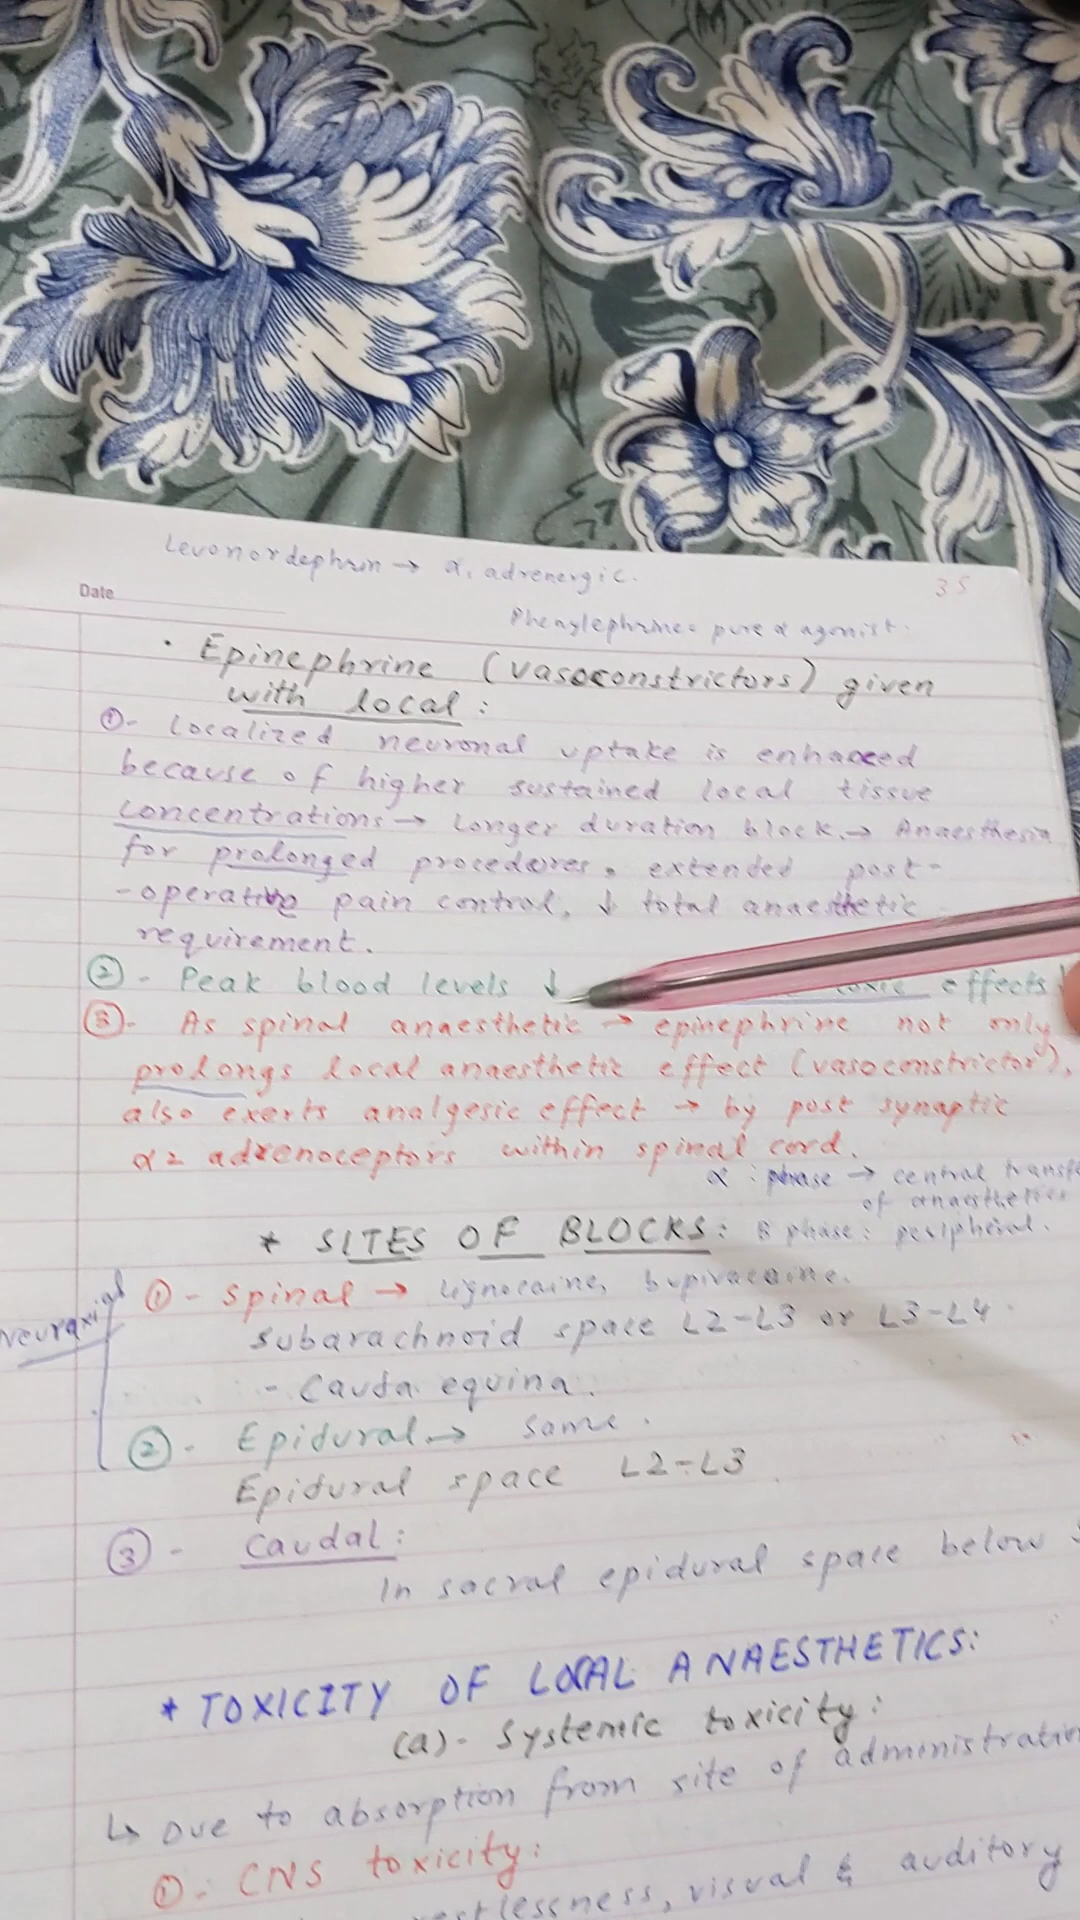 Levonordephrin → α, adrenergic.
35
Date
Phenylephrine = pure α agonist.
• Epinephrine (vasoconstrictors) given
with local :
①- Localized neuronal uptake is enhanced
because of higher sustained local tissue
concentrations → Longer duration block → Anaesthesia
for prolonged procedures, extended post-
-operative pain control, ↓ total anaesthetic
requirement.
②- Peak blood levels ↓ effects
③- As spinal anaesthetic → epinephrine not only
prolongs local anaesthetic effect (vasoconstrictor),
also exerts analgesic effect → by post synaptic
α2 adrenoceptors within spinal cord.
α : phase → central
of
* SITES OF BLOCKS: B phase : peripheral.
Neuraxial
①- Spinal → Lignocaine, bupivacaine.
Subarachnoid space L2-L3 or L3-L4.
- Cauda equina.
②- Epidural → Same.
Epidural space L2-L3
③- Caudal :
In sacral epidural space below
* TOXICITY OF LOCAL ANAESTHETICS:
(a)- Systemic toxicity :
↳ Due to absorption from site of administration
①- CNS toxicity :
visual & auditory